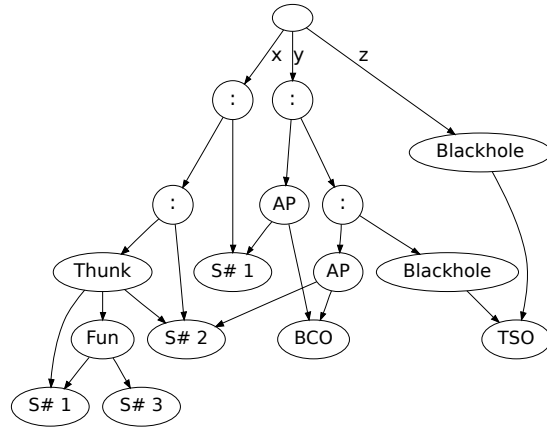 x y z
: :
Blackhole
: AP :
Thunk S# 1 AP Blackhole
Fun S# 2 BCO TSO
S# 1 S# 3